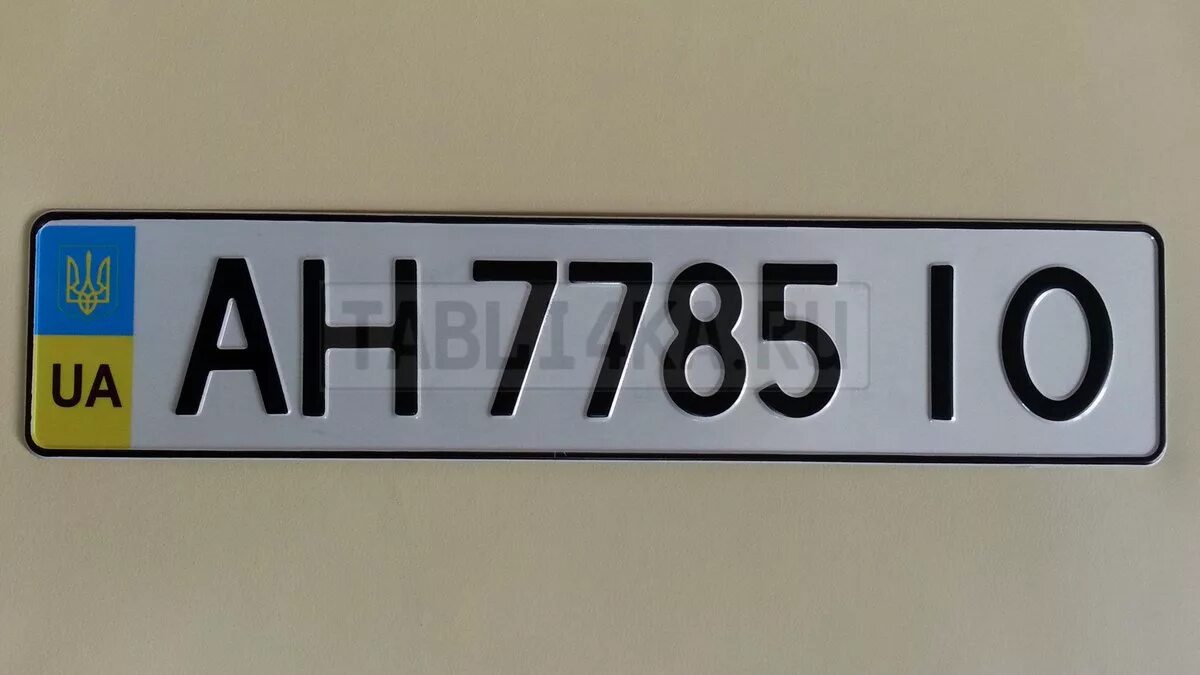 UA
AH 7785 IO
TABLI4KA.RU